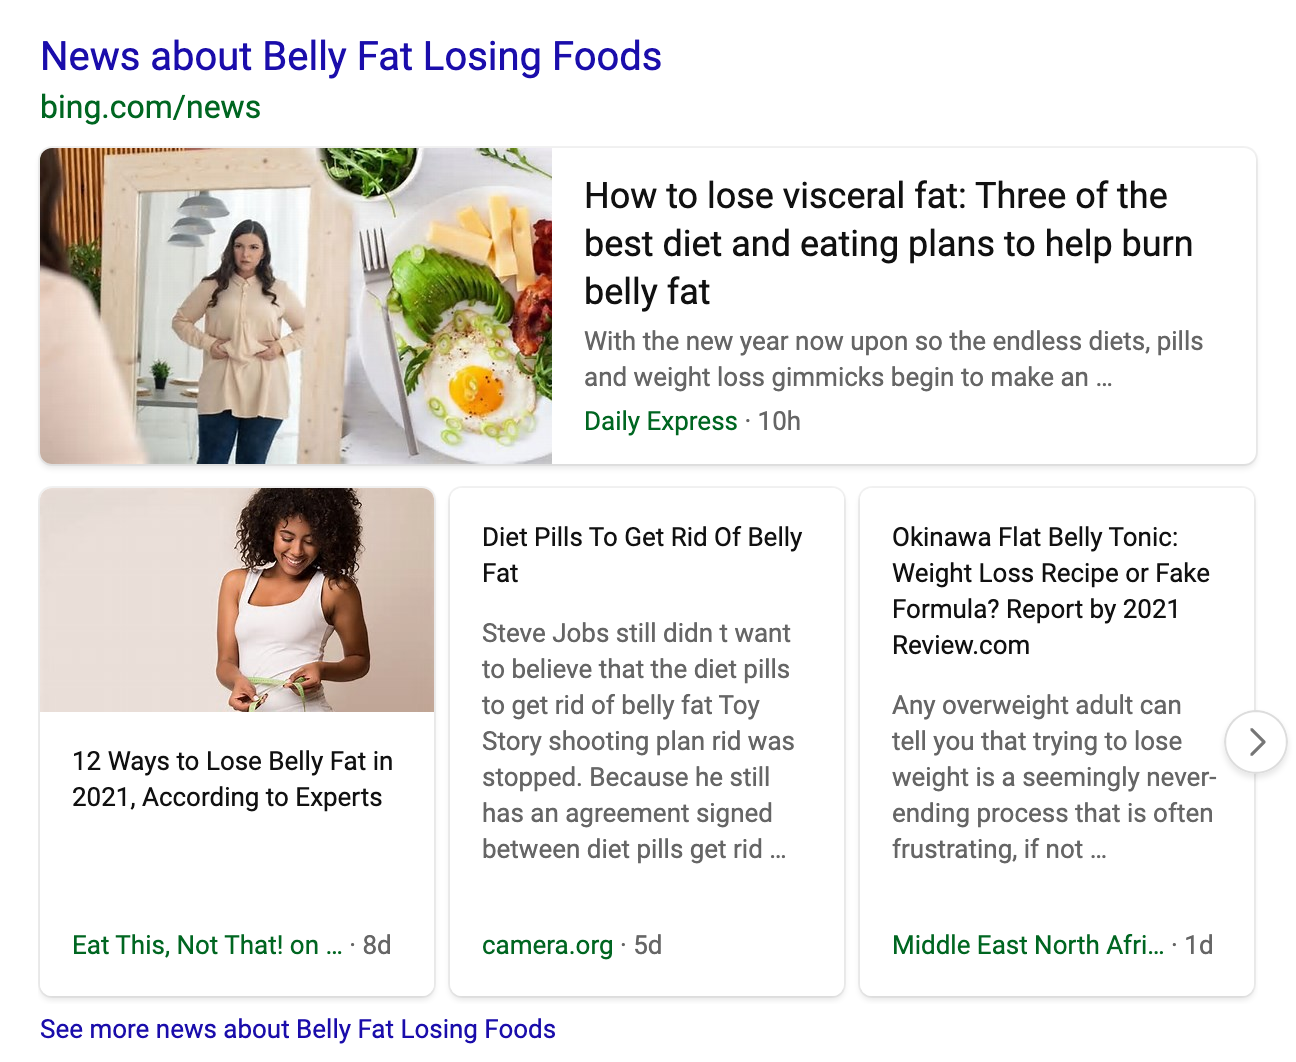 News about Belly Fat Losing Foods
bing.com/news
How to lose visceral fat: Three of the
best diet and eating plans to help burn
belly fat
With the new year now upon so the endless diets, pills
and weight loss gimmicks begin to make an ...
Daily Express · 10h
12 Ways to Lose Belly Fat in
2021, According to Experts
Eat This, Not That! on ... · 8d
Diet Pills To Get Rid Of Belly
Fat
Steve Jobs still didn t want
to believe that the diet pills
to get rid of belly fat Toy
Story shooting plan rid was
stopped. Because he still
has an agreement signed
between diet pills get rid ...
camera.org · 5d
Okinawa Flat Belly Tonic:
Weight Loss Recipe or Fake
Formula? Report by 2021
Review.com
Any overweight adult can
tell you that trying to lose
weight is a seemingly never-
ending process that is often
frustrating, if not ...
Middle East North Afri... · 1d
See more news about Belly Fat Losing Foods